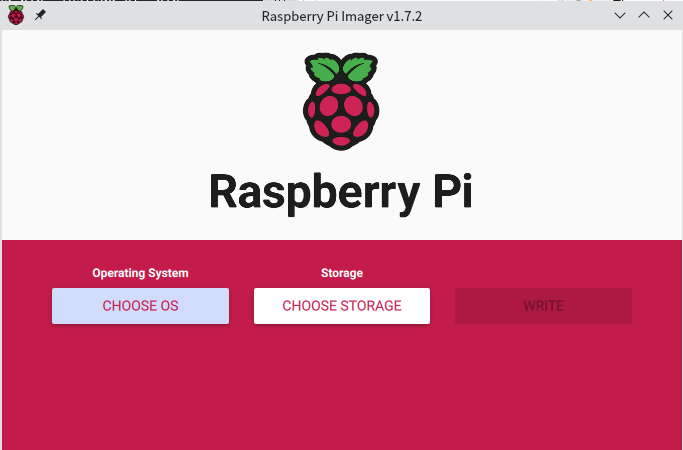 Raspberry Pi Imager v1.7.2
Raspberry Pi
Operating System
Storage
CHOOSE OS
CHOOSE STORAGE
WRITE